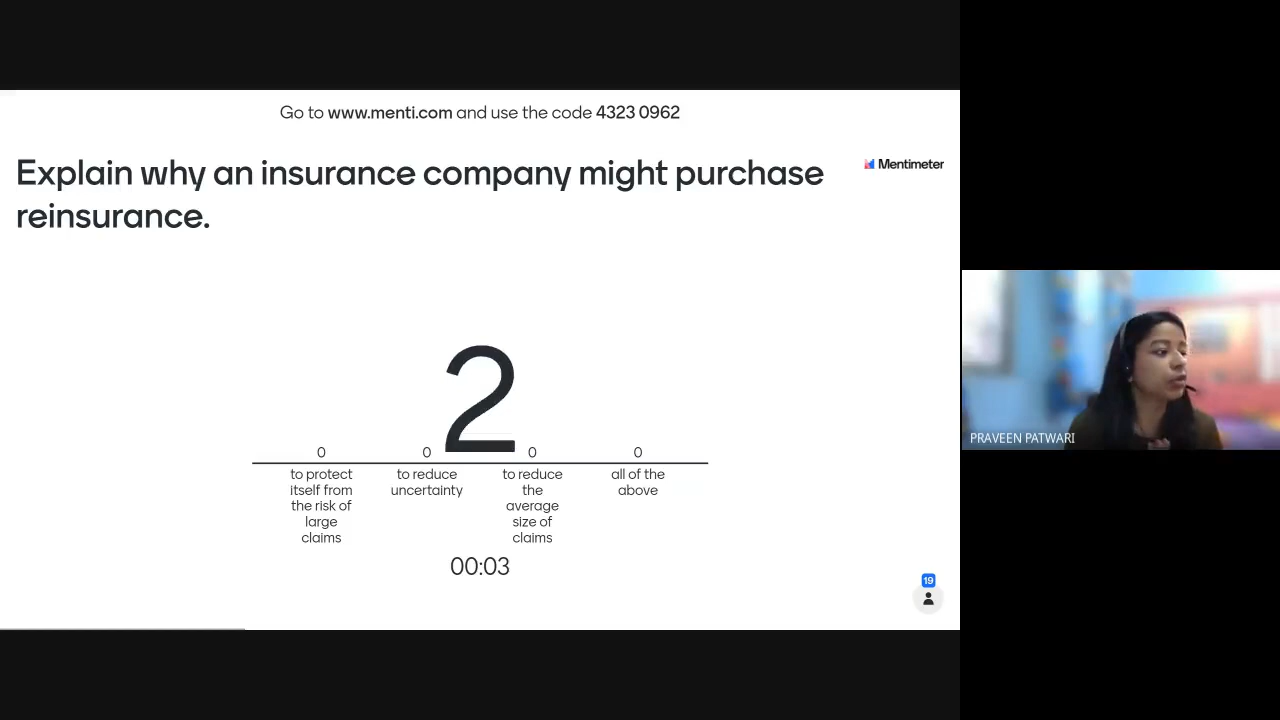 Go to www.menti.com and use the code 4323 0962
Explain why an insurance company might purchase
reinsurance.
Mentimeter
2
0
0
0
0
to protect
itself from
the risk of
large
claims
to reduce
uncertainty
to reduce
the
average
size of
claims
all of the
above
00:03
19
PRAVEEN PATWARI